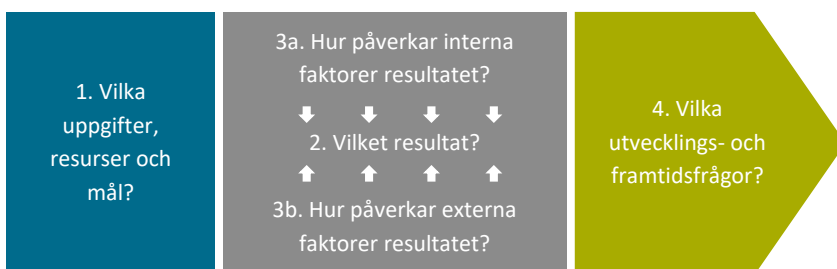 1. Vilka
uppgifter,
resurser och
mål?
3a. Hur påverkar interna
faktorer resultatet?
2. Vilket resultat?
3b. Hur påverkar externa
faktorer resultatet?
4. Vilka
utvecklings- och
framtidsfrågor?